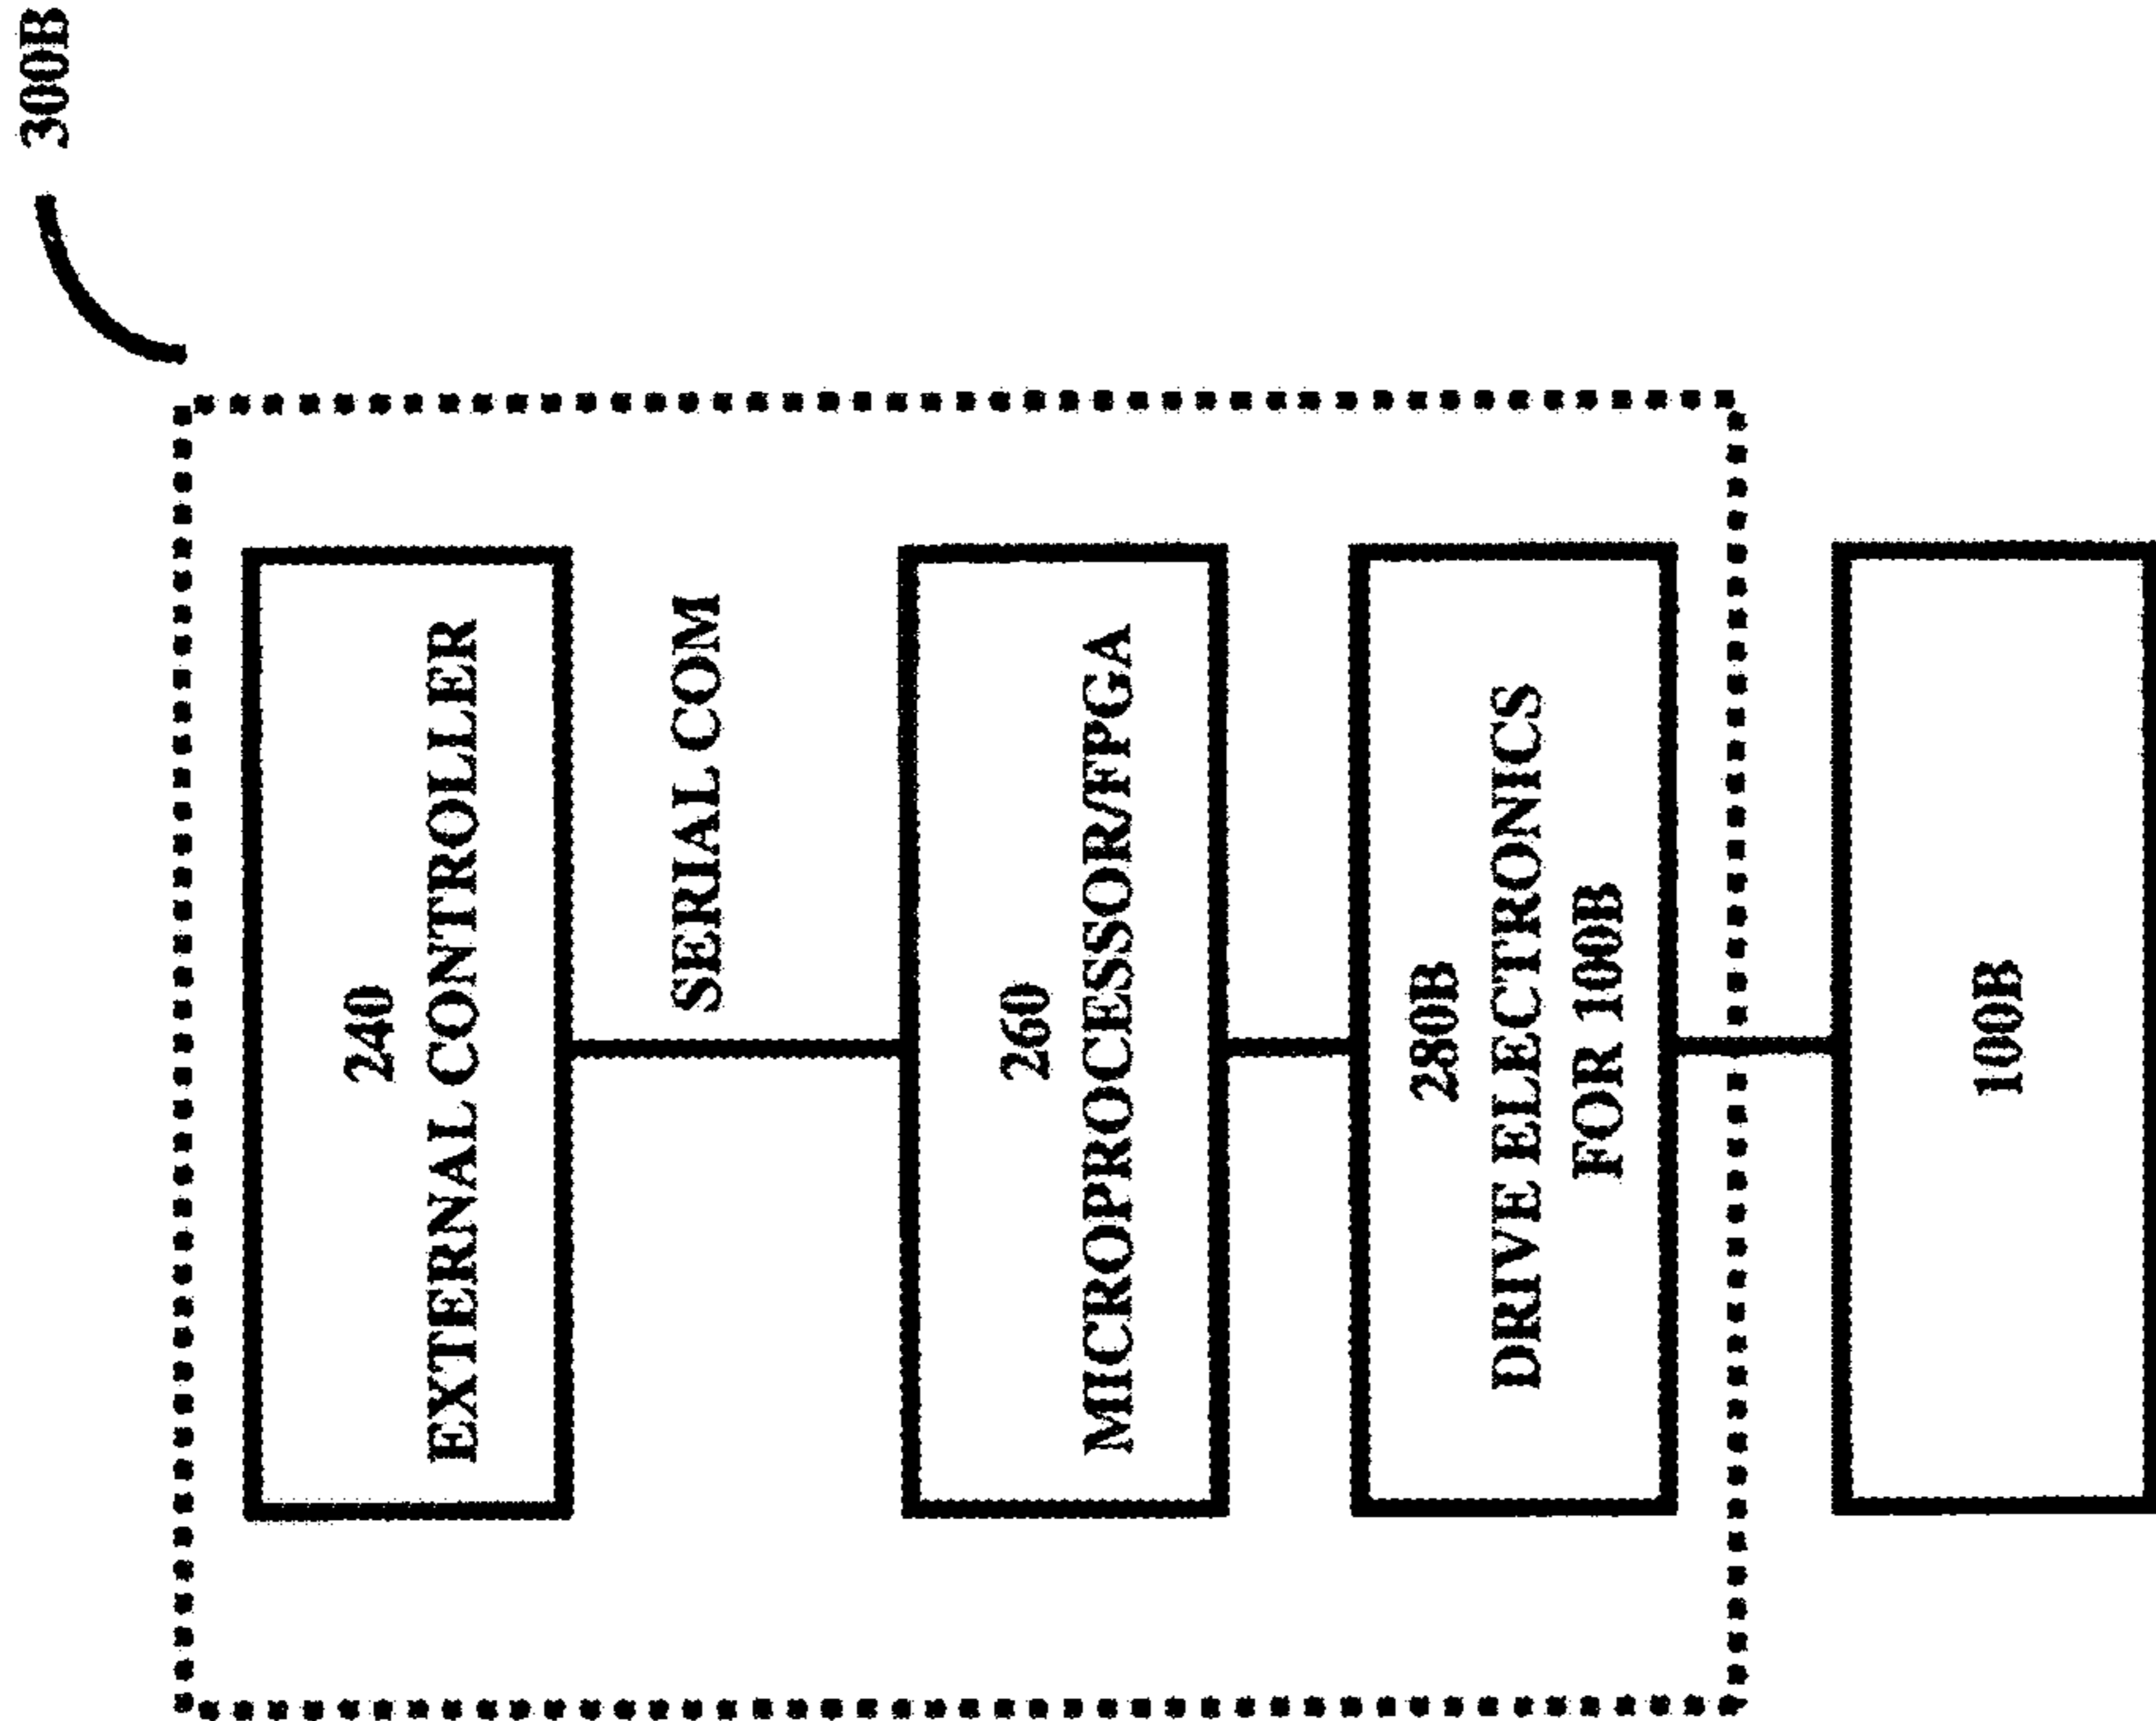 300B
240
EXTERNAL CONTROLLER
SERIAL COM
260
MICROPROCESSOR/FPGA
280B
DRIVE ELECTRONICS
FOR 100B
100B